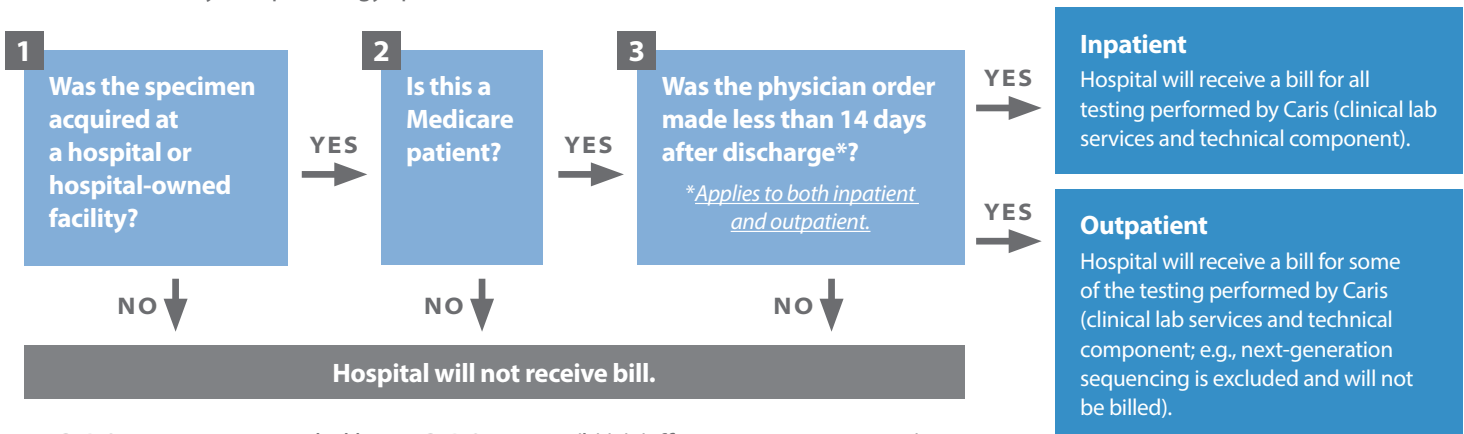 1
Was the specimen
acquired at
a hospital or
hospital-owned
facility?
YES
2
Is this a
Medicare
patient?
YES
3
Was the physician order
made less than 14 days
after discharge*?
*Applies to both inpatient
and outpatient.
YES
Inpatient
Hospital will receive a bill for all
testing performed by Caris (clinical lab
services and technical component).
YES
Outpatient
Hospital will receive a bill for some
of the testing performed by Caris
(clinical lab services and technical
component; e.g., next-generation
sequencing is excluded and will not
be billed).
NO
NO
NO
Hospital will not receive bill.